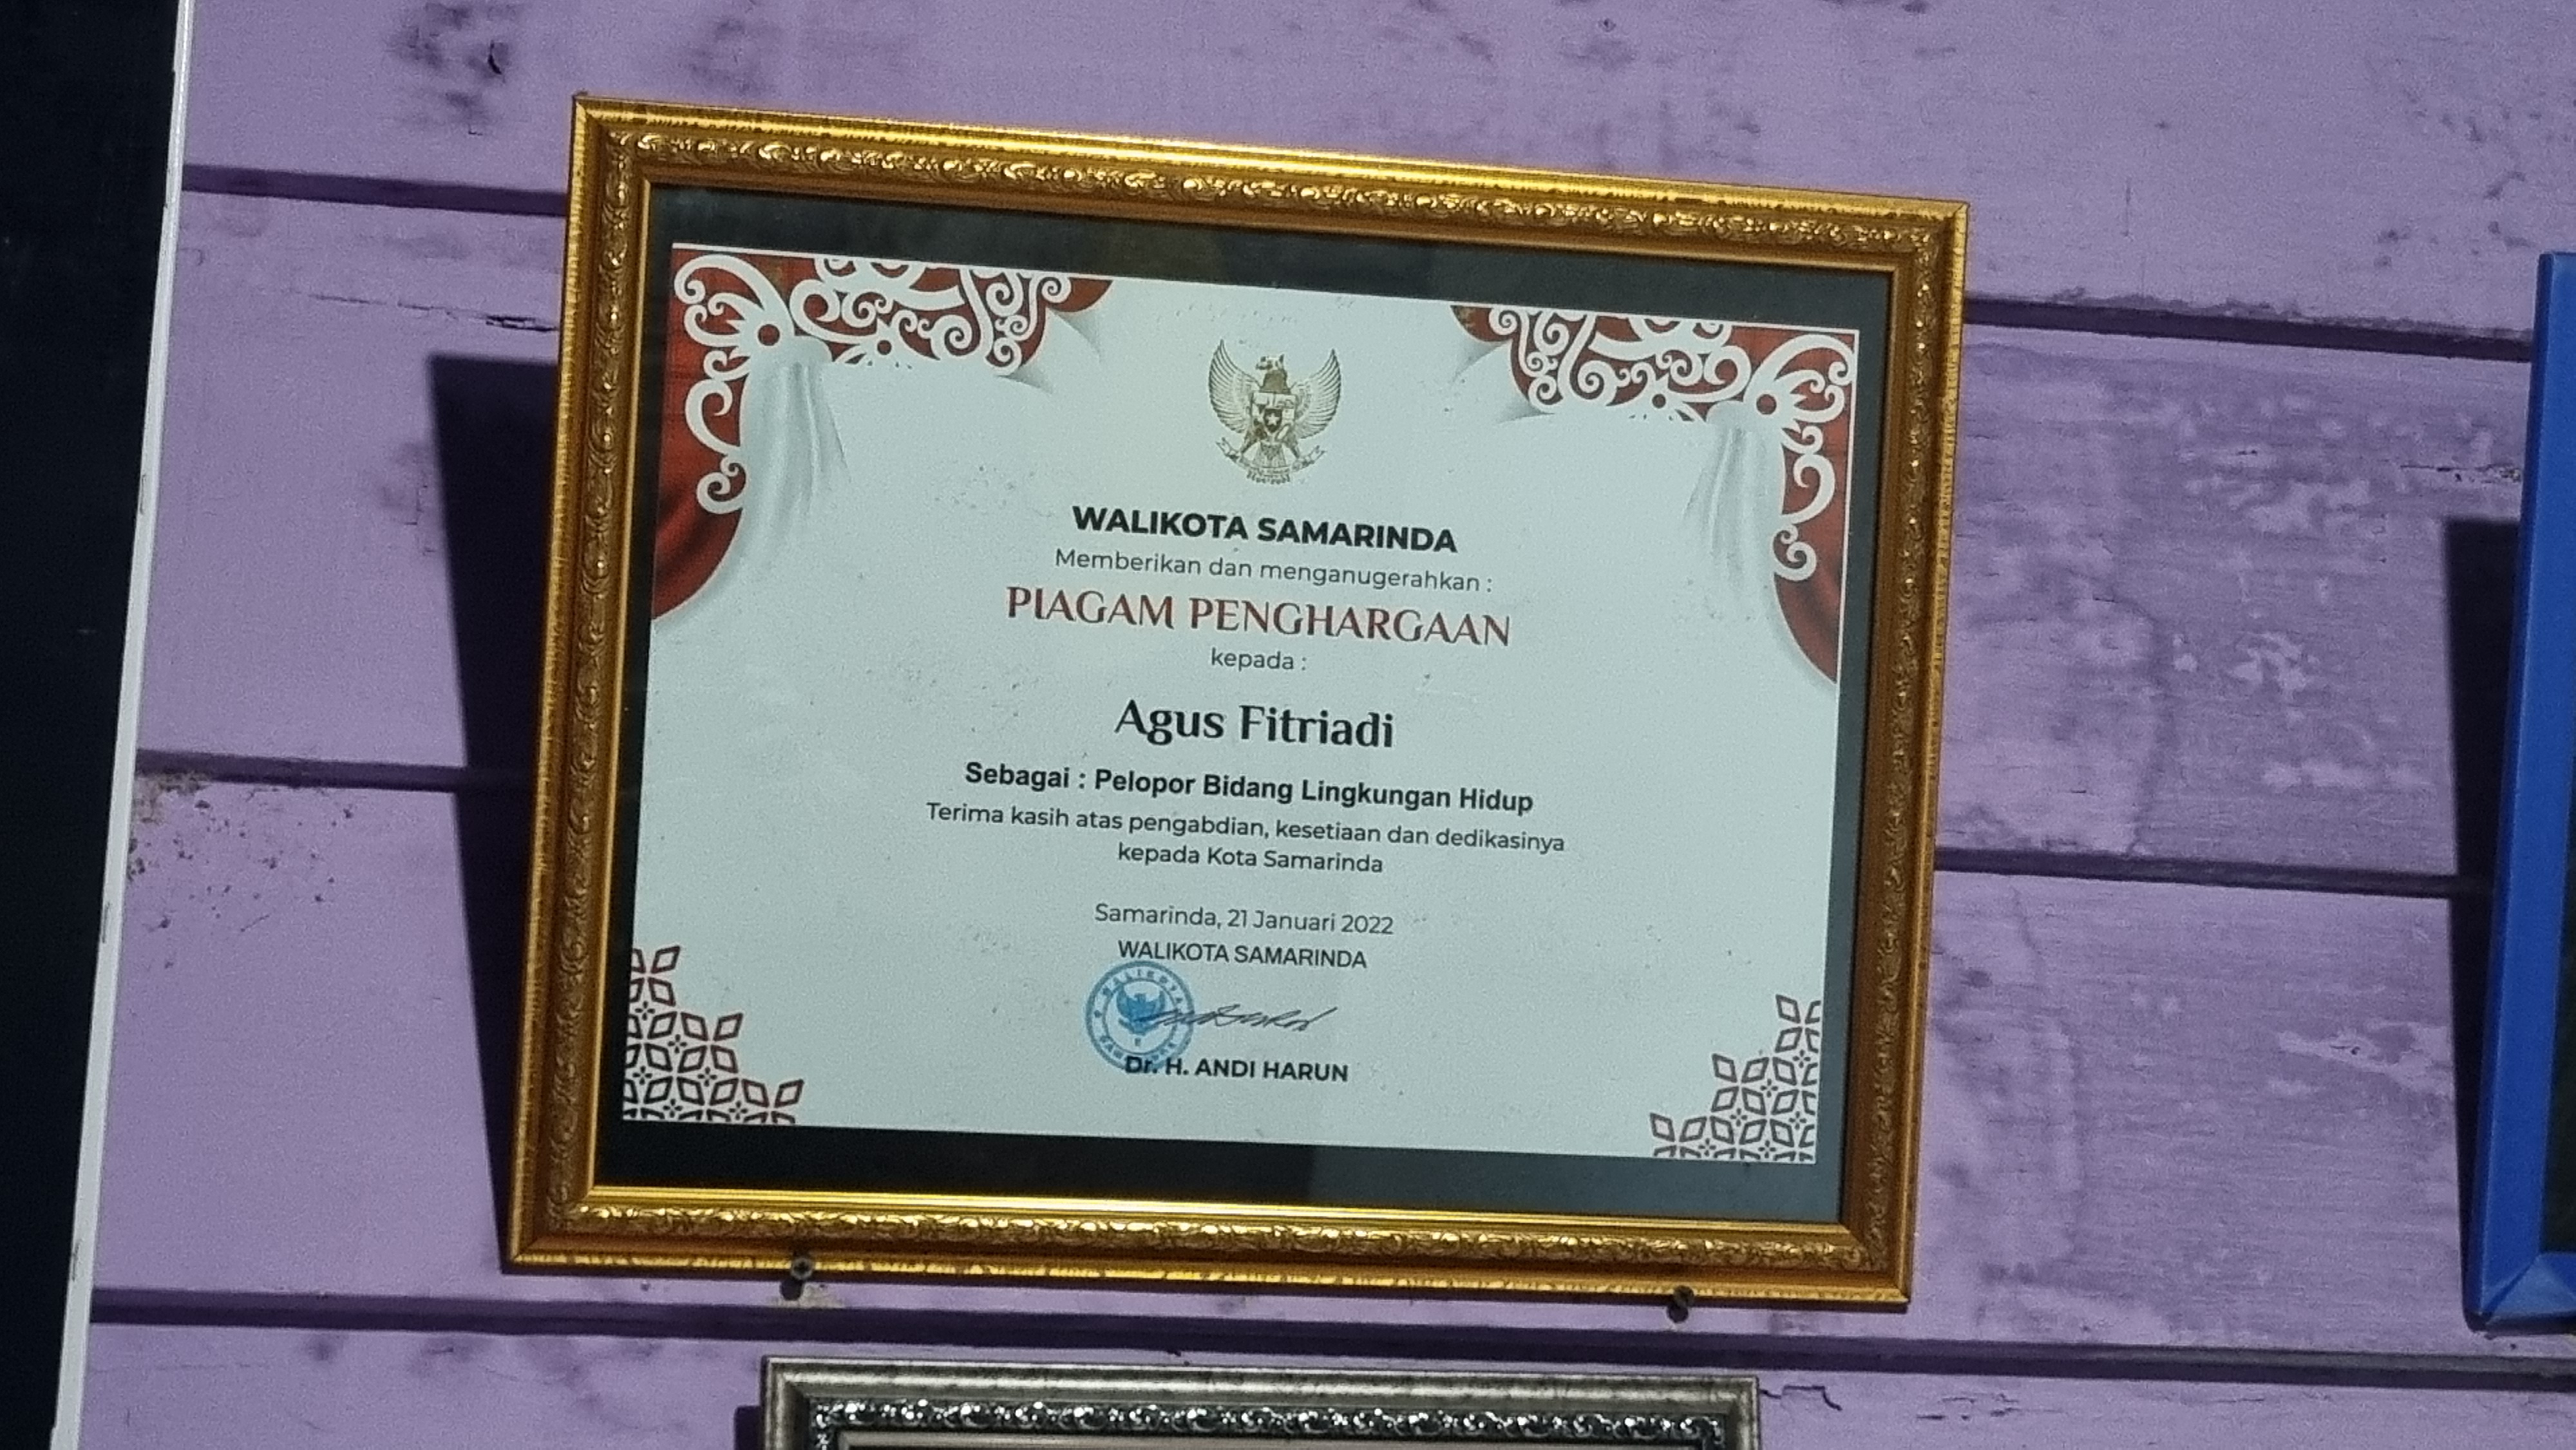 WALIKOTA SAMARINDA
Memberikan dan menganugerahkan :
PIAGAM PENGHARGAAN
kepada :
Agus Fitriadi
Sebagai : Pelopor Bidang Lingkungan Hidup
Terima kasih atas pengabdian, kesetiaan dan dedikasinya
kepada Kota Samarinda
Samarinda, 21 Januari 2022
WALIKOTA SAMARINDA
WALIKOTA
Dr. H. ANDI HARUN